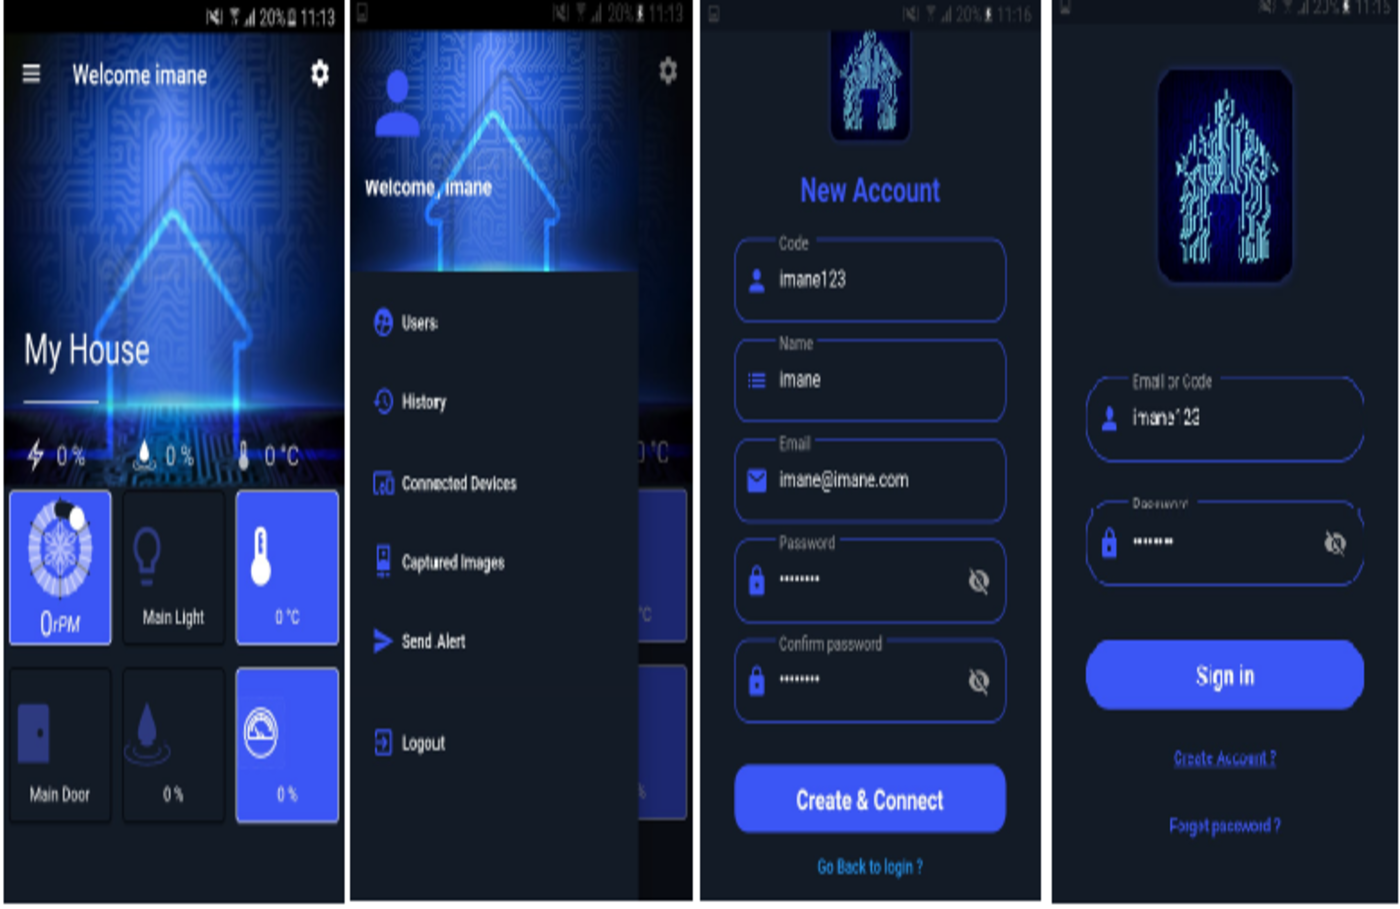 20% 11:13
Welcome imane
My House
0 % 0 % 0 °C
0rPM
Main Light
0 °C
Main Door
0 %
0 %
20% 11:13
Welcome, imane
Users
History
Connected Devices
Captured Images
Send Alert
Logout
°C
°C
%
20% 11:16
New Account
Code
imane123
Name
imane
Email
imane@imane.com
Password
••••••••
Confirm password
••••••••
Create & Connect
Go Back to login ?
20% 11:15
Email or Code
imane123
Password
••••••••
Sign in
Create Account ?
Forgot password ?